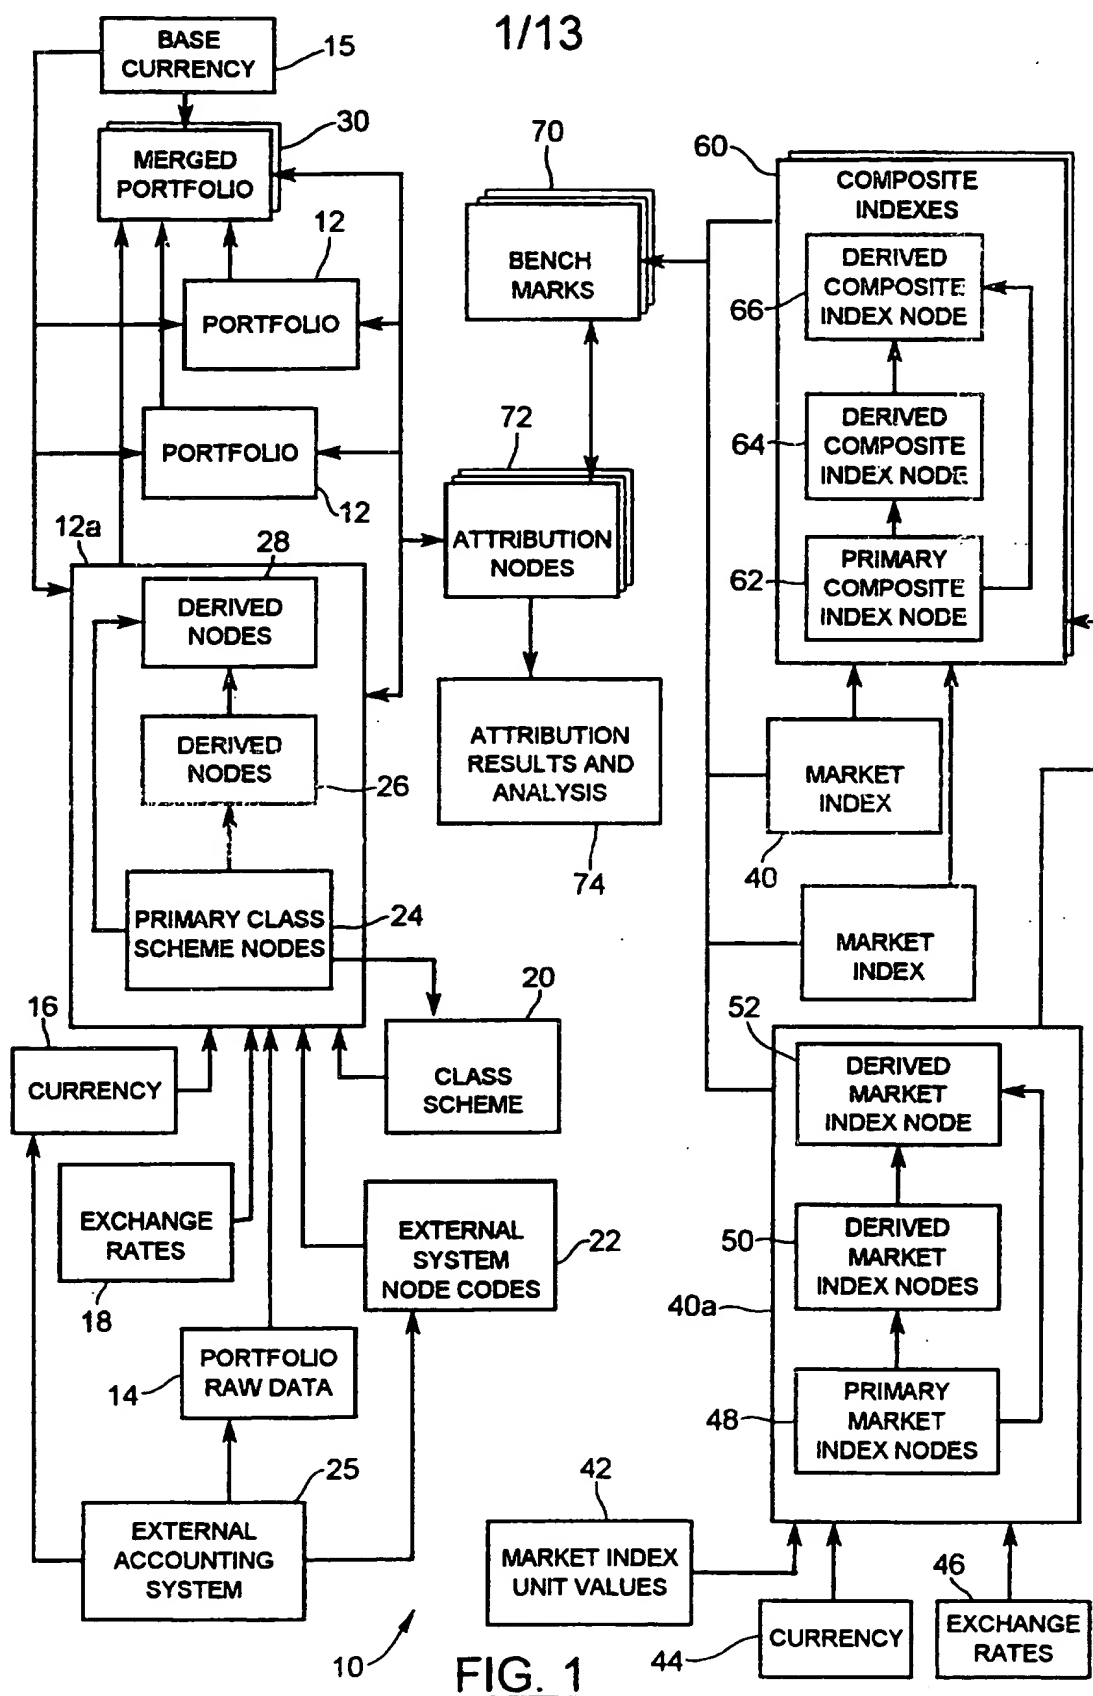 1/13
BASE
CURRENCY
15
30
MERGED
PORTFOLIO
12
PORTFOLIO
PORTFOLIO
12
12a
28
DERIVED
NODES
DERIVED
NODES
26
PRIMARY CLASS
SCHEME NODES
24
16
CURRENCY
20
CLASS
SCHEME
EXCHANGE
RATES
18
EXTERNAL
SYSTEM
NODE CODES
22
PORTFOLIO
RAW DATA
14
25
EXTERNAL
ACCOUNTING
SYSTEM
70
BENCH
MARKS
72
ATTRIBUTION
NODES
ATTRIBUTION
RESULTS AND
ANALYSIS
74
60
COMPOSITE
INDEXES
DERIVED
COMPOSITE
INDEX NODE
66
DERIVED
COMPOSITE
INDEX NODE
64
PRIMARY
COMPOSITE
INDEX NODE
62
MARKET
INDEX
40
MARKET
INDEX
52
DERIVED
MARKET
INDEX NODE
50
DERIVED
MARKET
INDEX NODES
40a
48
PRIMARY
MARKET
INDEX NODES
42
MARKET INDEX
UNIT VALUES
44
CURRENCY
46
EXCHANGE
RATES
10
FIG. 1